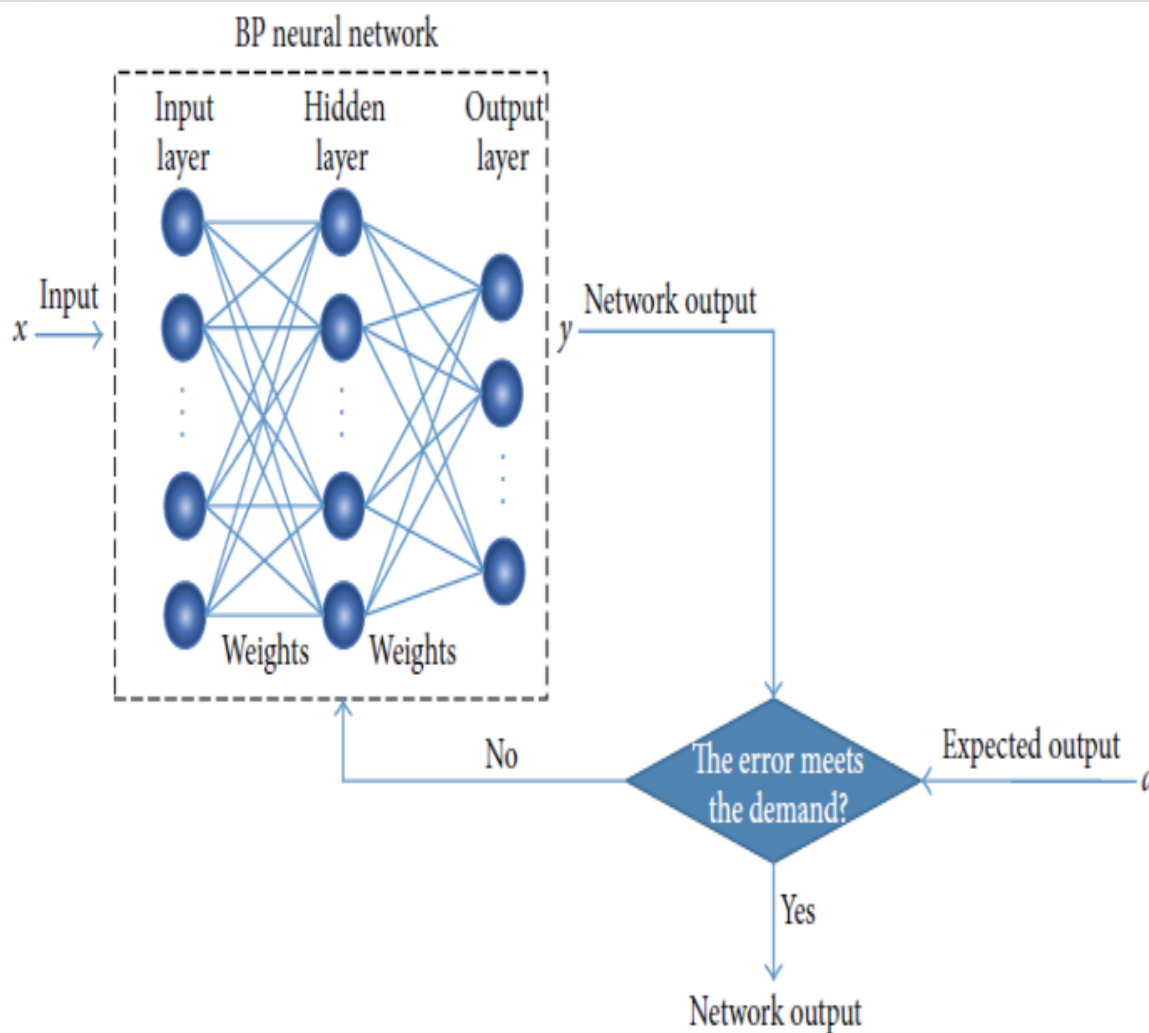 BP neural network
Input
layer
Hidden
layer
Output
layer
Input
x
y
Network output
Weights
Weights
No
The error meets
the demand?
Expected output
Yes
Network output